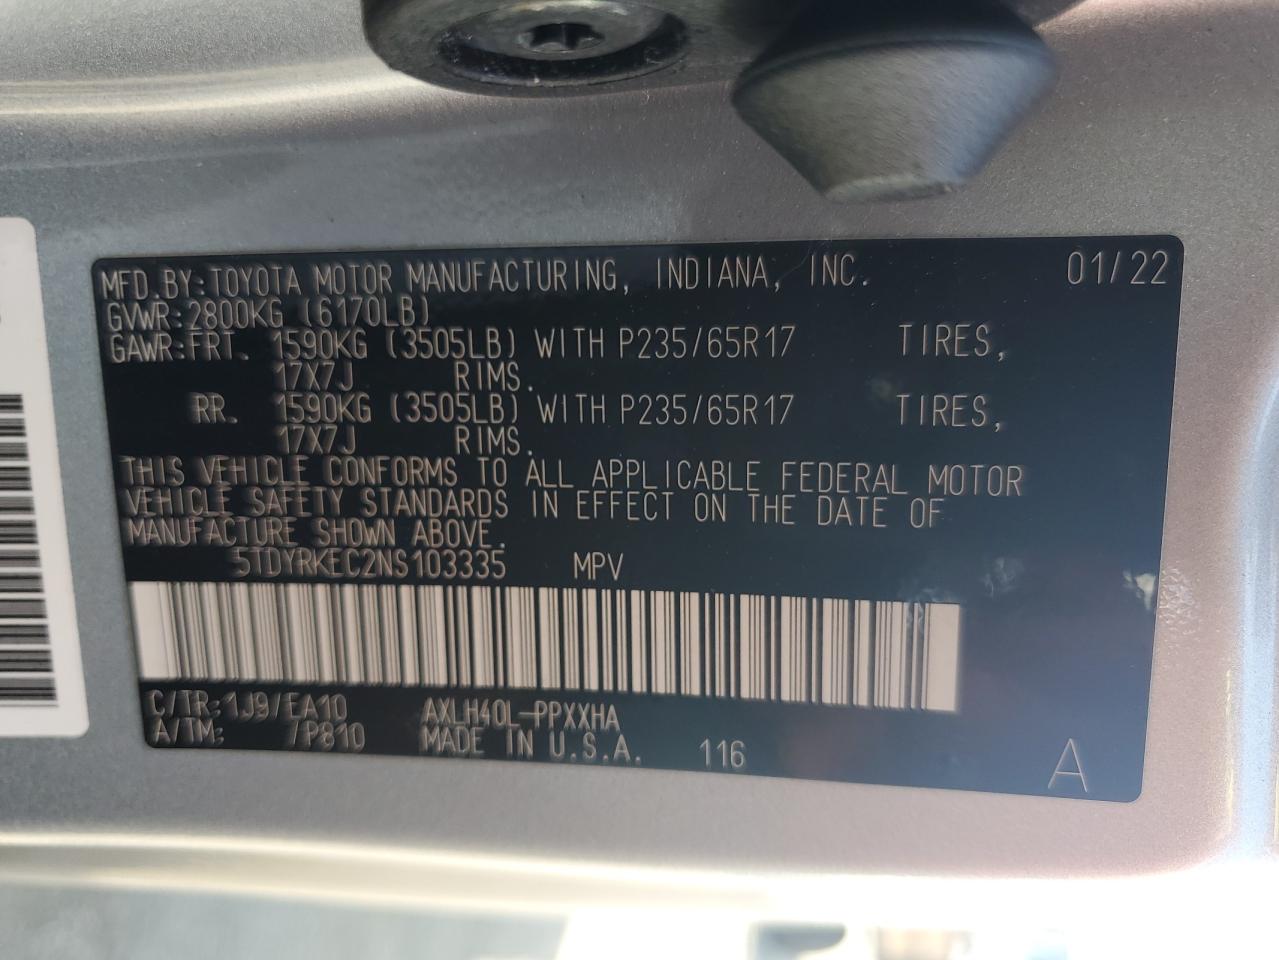 MFD.BY:TOYOTA MOTOR MANUFACTURING, INDIANA, INC. 01/22
GVWR:2800KG (6170LB)
GAWR:FRT. 1590KG (3505LB) WITH P235/65R17 TIRES,
17X7J RIMS.
RR. 1590KG (3505LB) WITH P235/65R17 TIRES,
17X7J RIMS.
THIS VEHICLE CONFORMS TO ALL APPLICABLE FEDERAL MOTOR
VEHICLE SAFETY STANDARDS IN EFFECT ON THE DATE OF
MANUFACTURE SHOWN ABOVE.
5TDYRKEC2NS103335 MPV
C/TR:1J9/EA10 AXLH40L-PPXXHA
A/TM: /P810 MADE IN U.S.A. 116 A